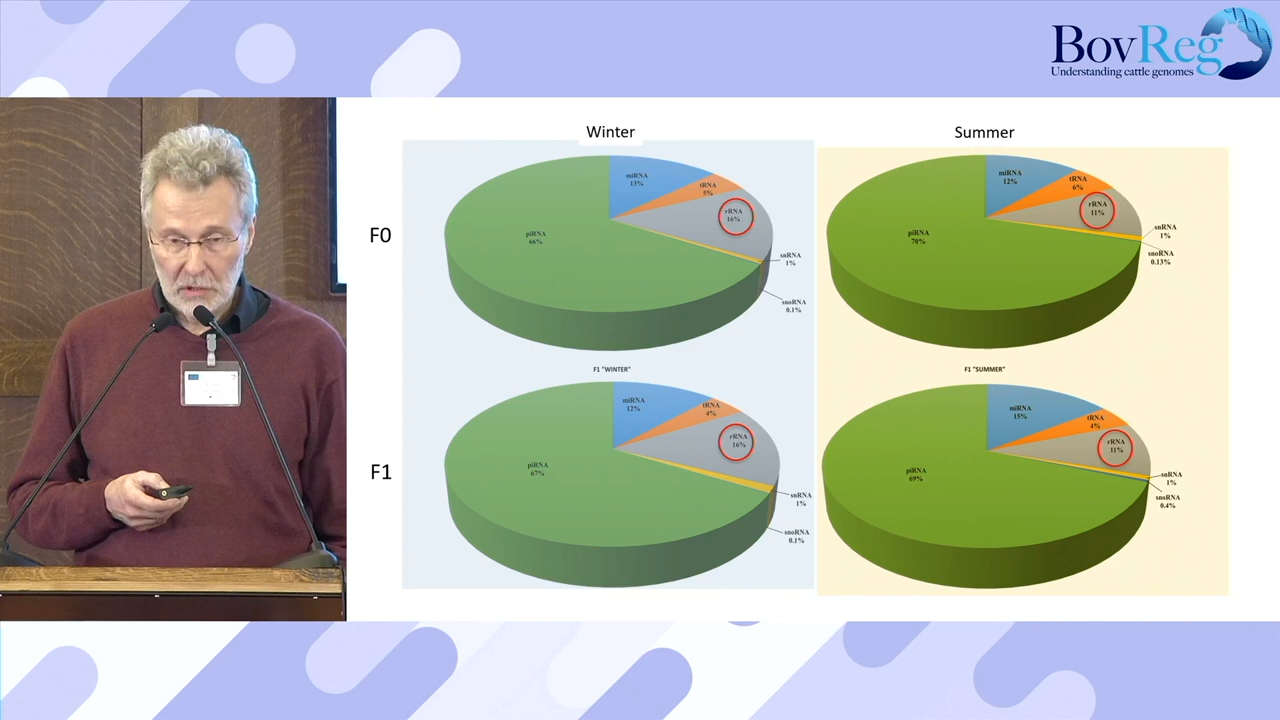 BovReg
Understanding cattle genomes
Winter
Summer
F0
miRNA
13%
tRNA
5%
rRNA
16%
piRNA
66%
snRNA
1%
snoRNA
0.1%
miRNA
12%
tRNA
6%
rRNA
11%
piRNA
70%
snRNA
1%
snoRNA
0.13%
F1 "WINTER"
F1 "SUMMER"
F1
miRNA
12%
tRNA
4%
rRNA
16%
piRNA
67%
snRNA
1%
snoRNA
0.1%
miRNA
15%
tRNA
4%
rRNA
11%
piRNA
69%
snRNA
1%
snoRNA
0.4%